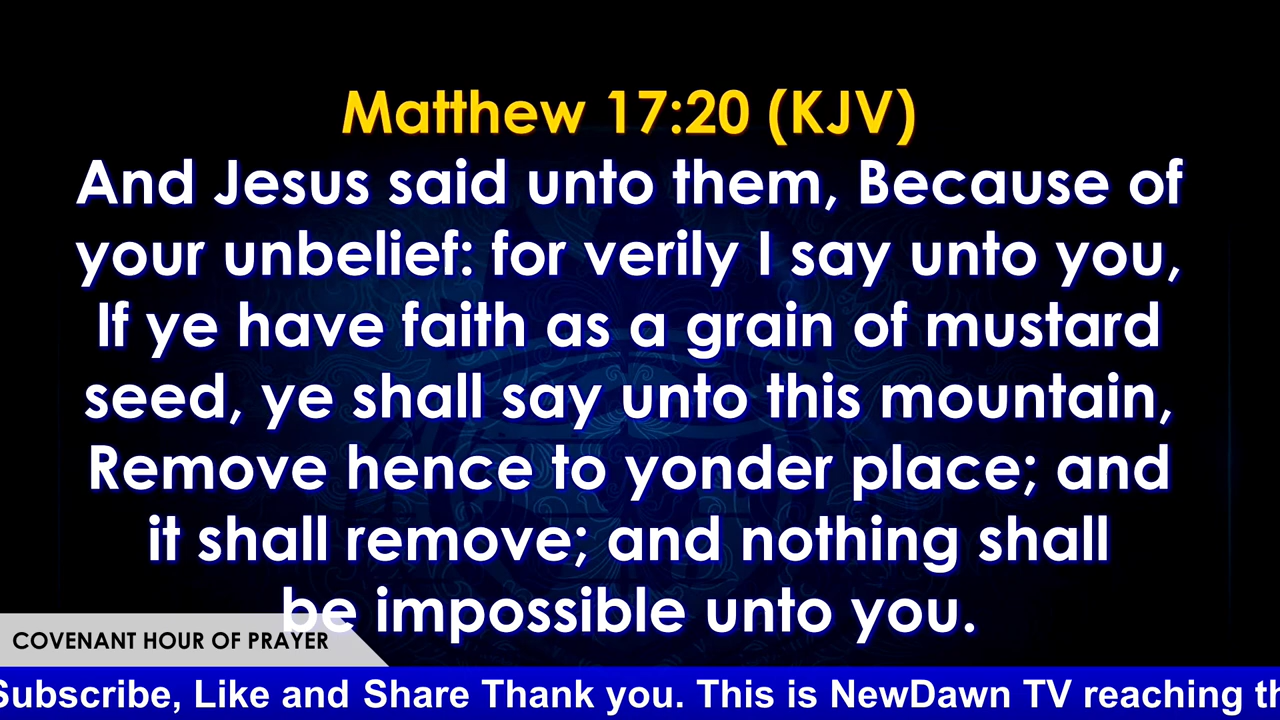 Matthew 17:20 (KJV)
And Jesus said unto them, Because of
your unbelief: for verily I say unto you,
If ye have faith as a grain of mustard
seed, ye shall say unto this mountain,
Remove hence to yonder place; and
it shall remove; and nothing shall
be impossible unto you.
COVENANT HOUR OF PRAYER
Subscribe, Like and Share Thank you. This is NewDawn TV reaching th